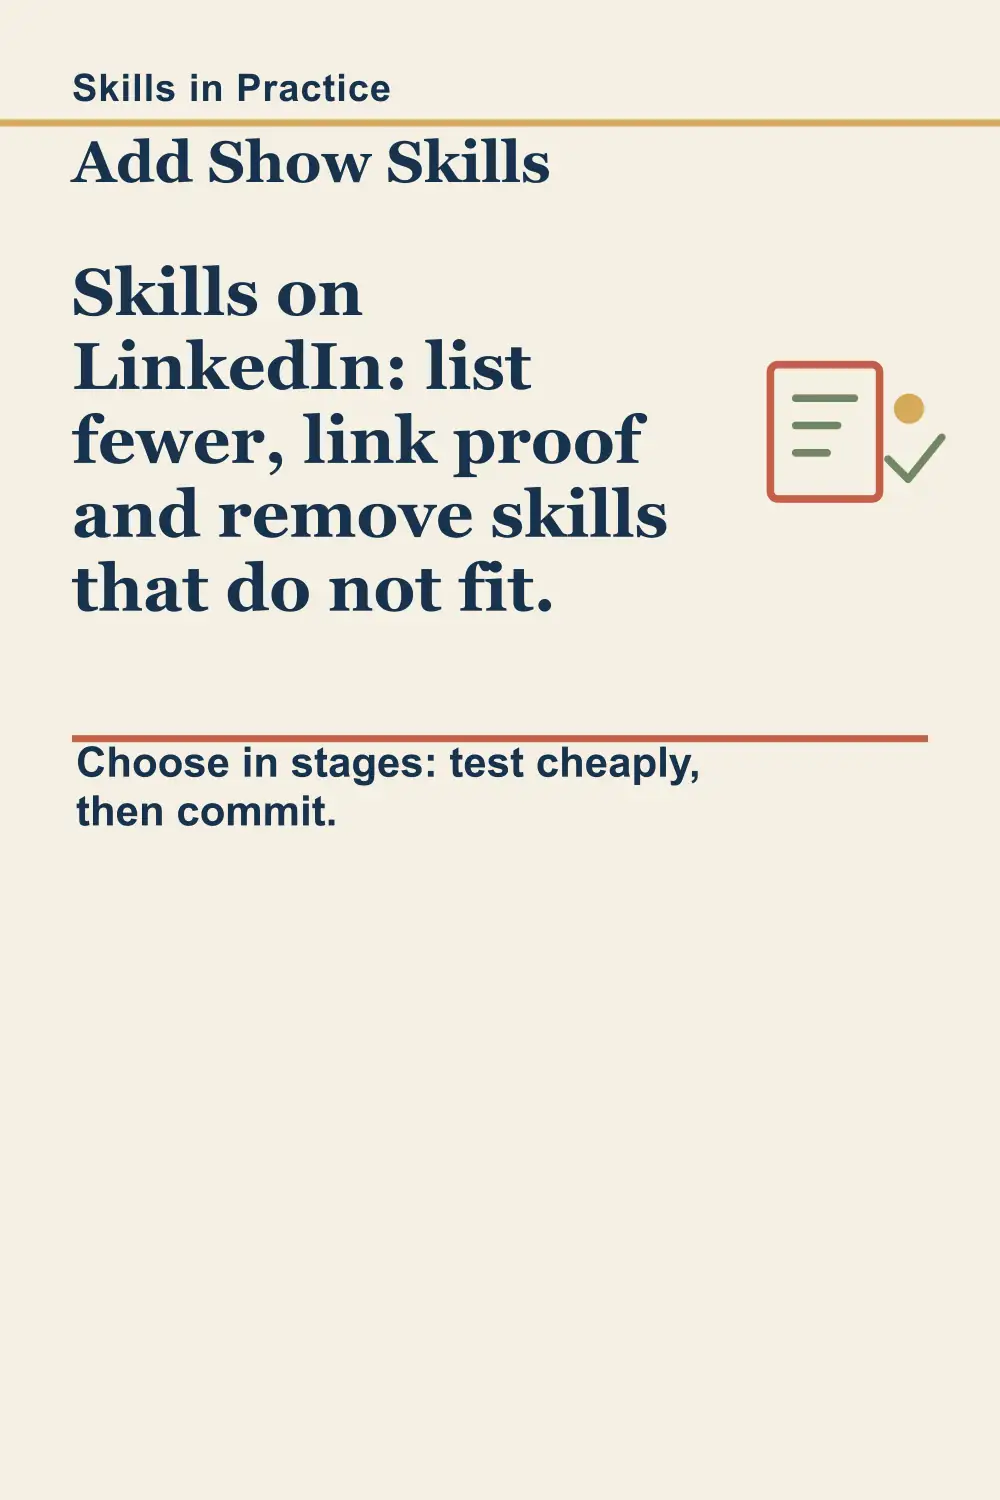 Skills in Practice
Add Show Skills
Skills on
LinkedIn: list
fewer, link proof
and remove skills
that do not fit.
Choose in stages: test cheaply,
then commit.